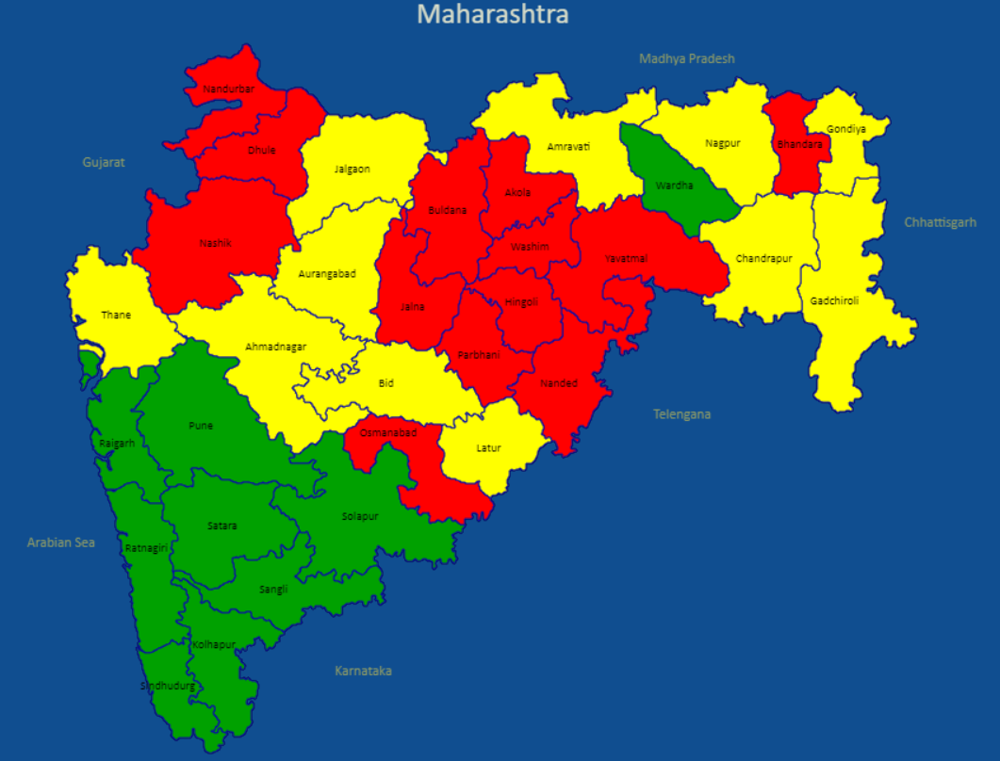 Maharashtra
Madhya Pradesh
Nandurbar
Gondiya
Nagpur
Bhandara
Amravati
Dhule
Gujarat
Jalgaon
Wardha
Akola
Buldana
Chhattisgarh
Nashik
Washim
Yavatmal
Chandrapur
Aurangabad
Hingoli
Gadchiroli
Jalna
Thane
Ahmadnagar
Parbhani
Bid
Nanded
Telengana
Pune
Osmanabad
Raigarh
Latur
Solapur
Satara
Arabian Sea
Ratnagiri
Sangli
Kolhapur
Karnataka
Sindhudurg